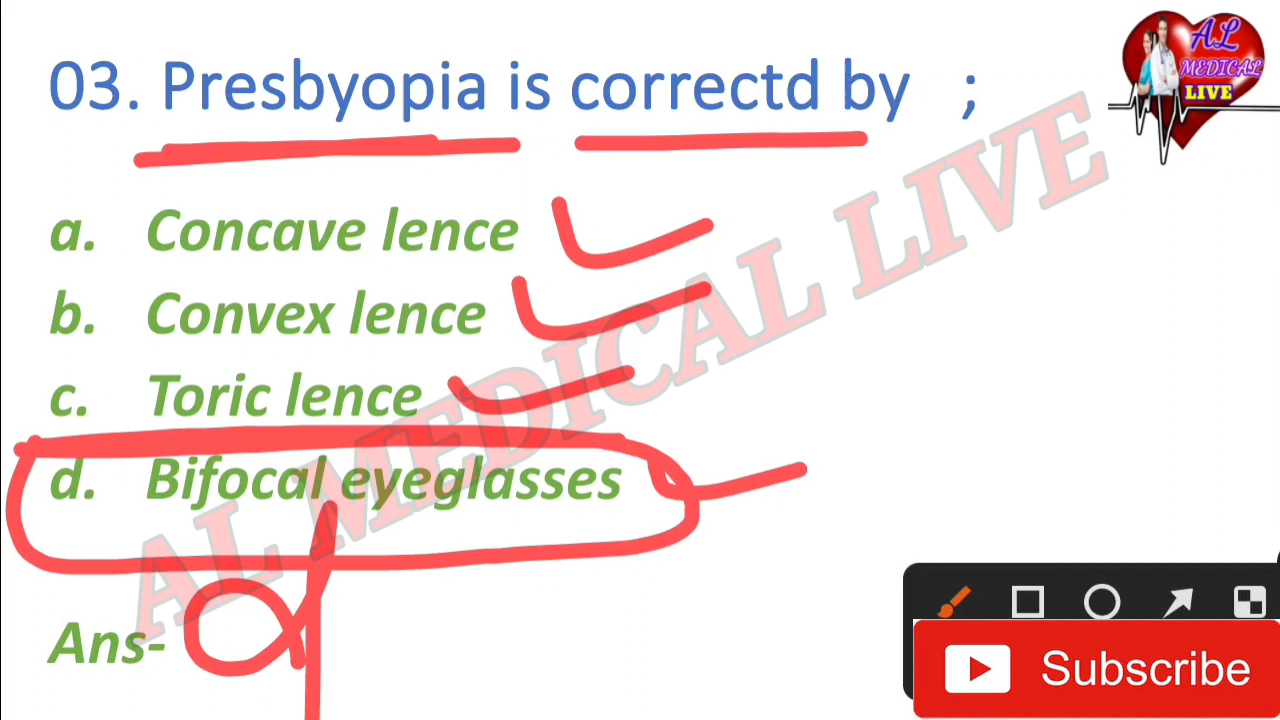 03. Presbyopia is correctd by ;
AL
MEDICAL
LIVE
a. Concave lence
b. Convex lence
c. Toric lence
d. Bifocal eyeglasses
AL MEDICAL LIVE
Ans- d
Subscribe